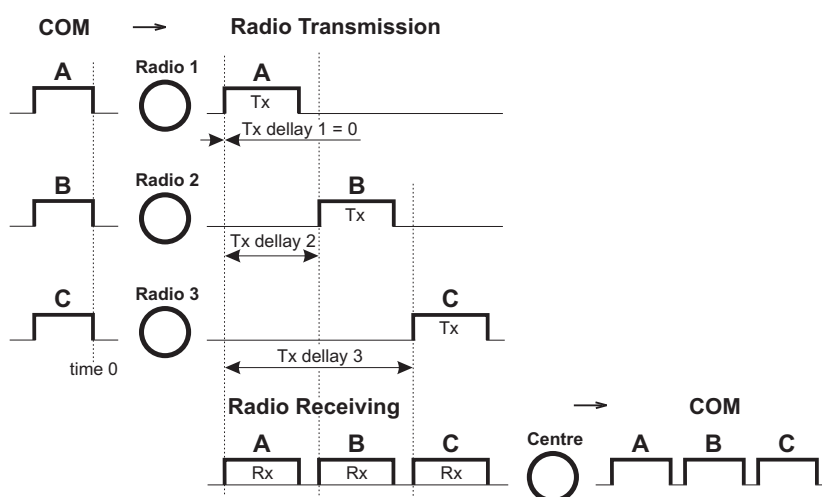 COM → Radio Transmission
A Radio 1 A
Tx
Tx dellay 1 = 0
B Radio 2 B
Tx
Tx dellay 2
C Radio 3 C
Tx
time 0 Tx dellay 3
Radio Receiving → COM
A B C Centre A B C
Rx Rx Rx